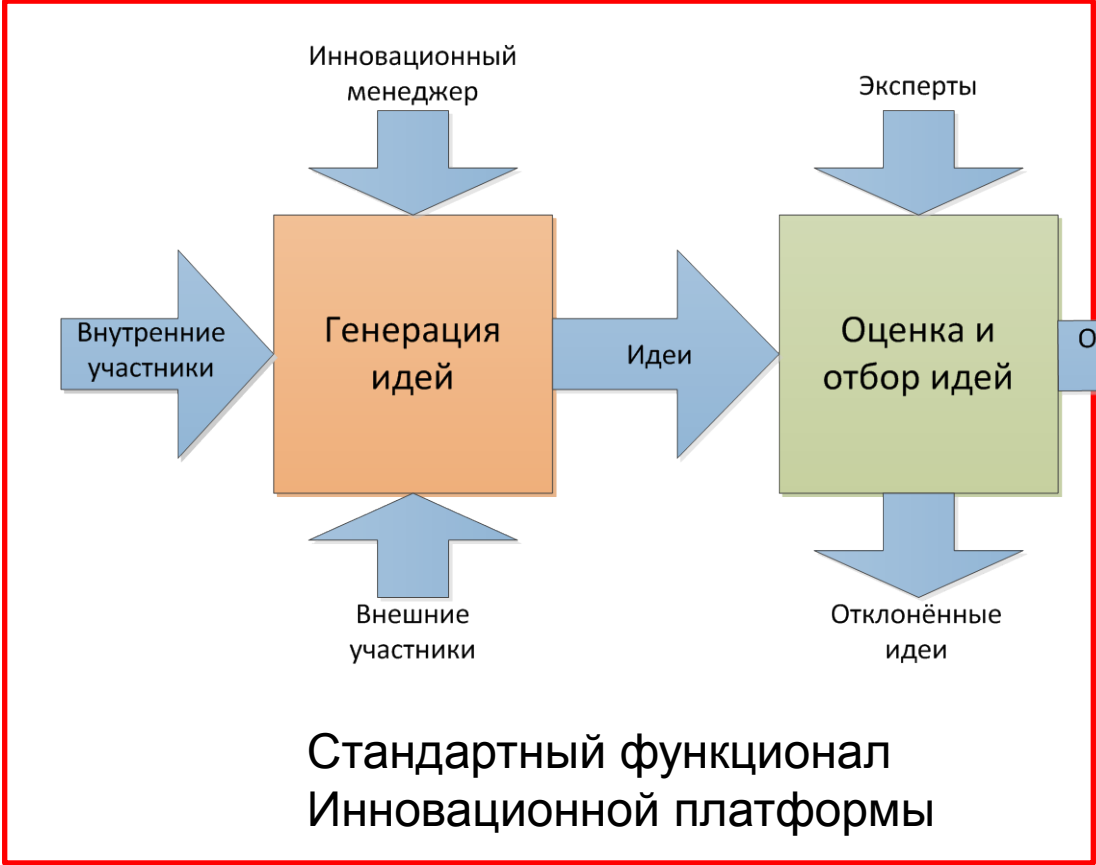 Инновационный
менеджер
Эксперты
Внутренние
участники
Генерация
идей
Идеи
Оценка и
отбор идей
Внешние
участники
Отклонённые
идеи
Стандартный функционал
Инновационной платформы